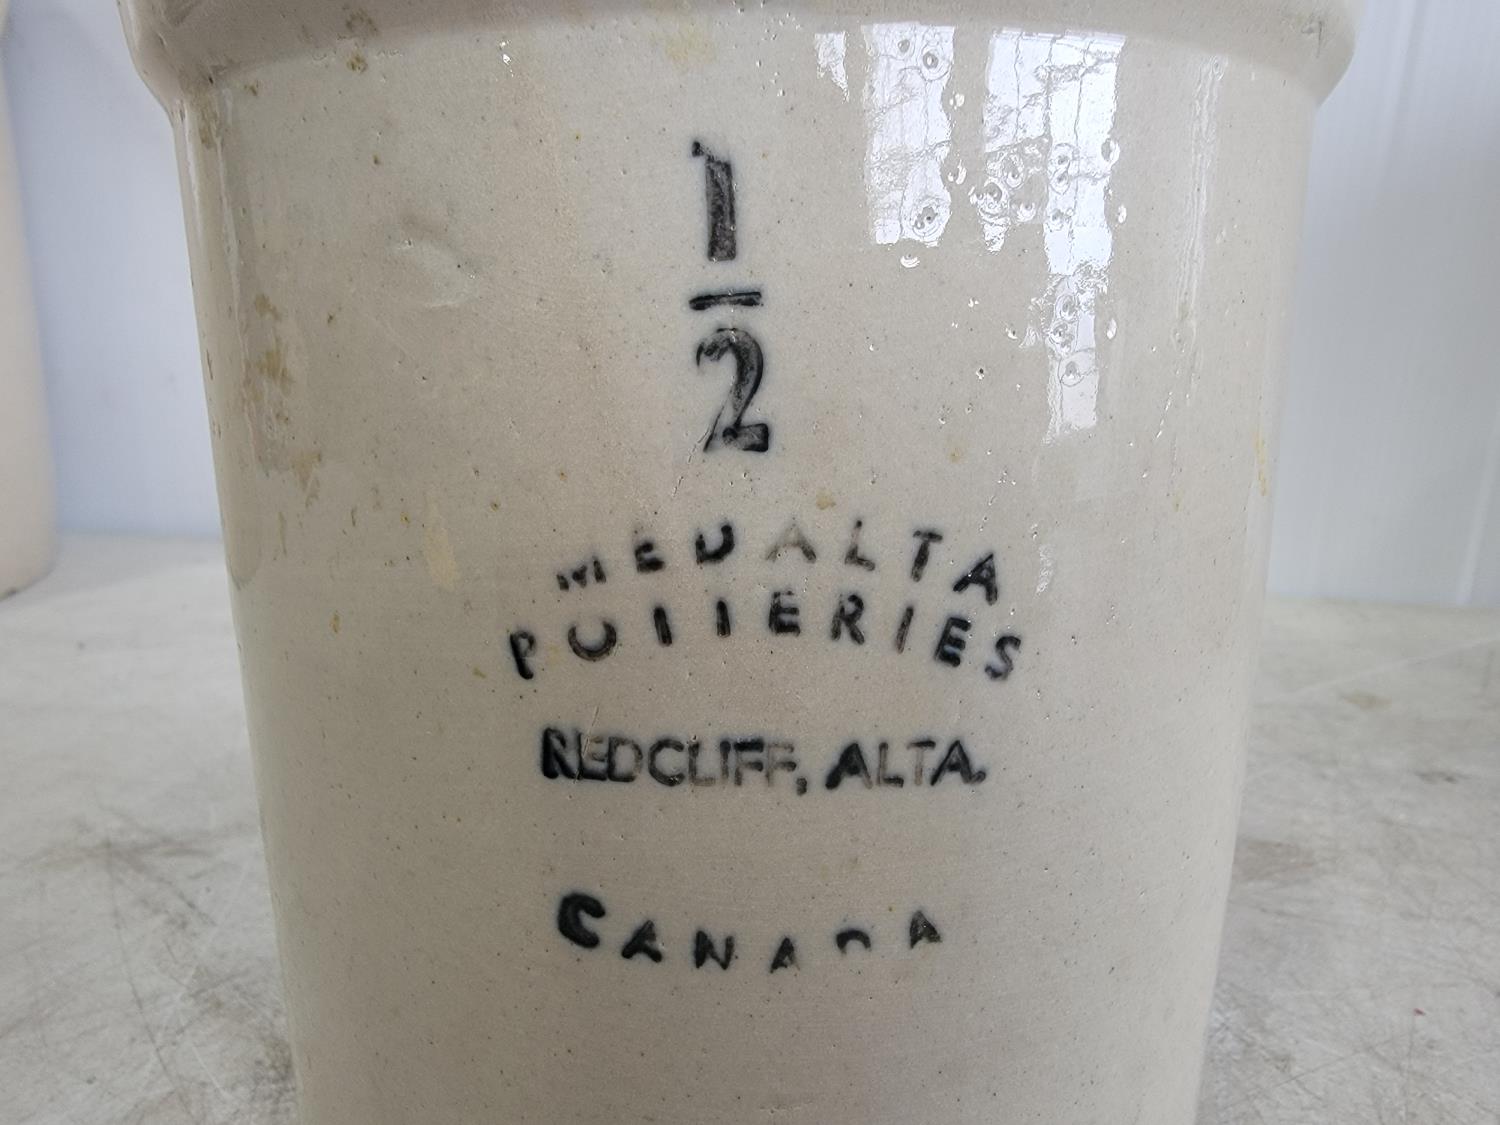 1/2
MEDALTA
POTTERIES
REDCLIFF, ALTA.
CANADA